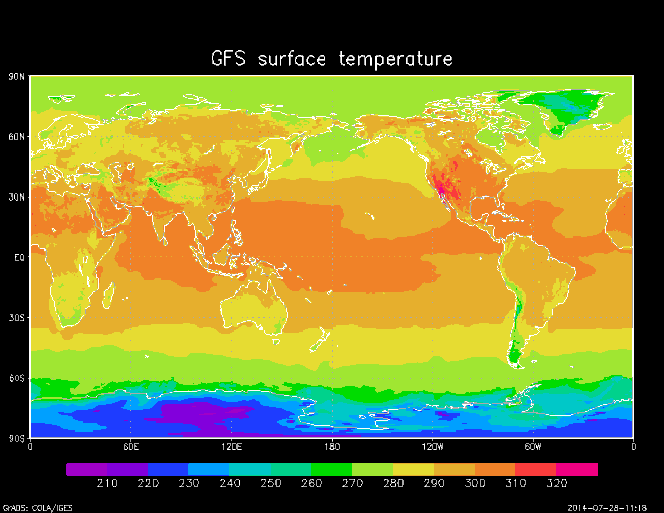 GFS surface temperature
90N
60N
30N
EQ
30S
60S
90S
0 60E 120E 180 120W 60W 0
210 220 230 240 250 260 270 280 290 300 310 320
GrADS: COLA/IGES 2014-07-28-11:18